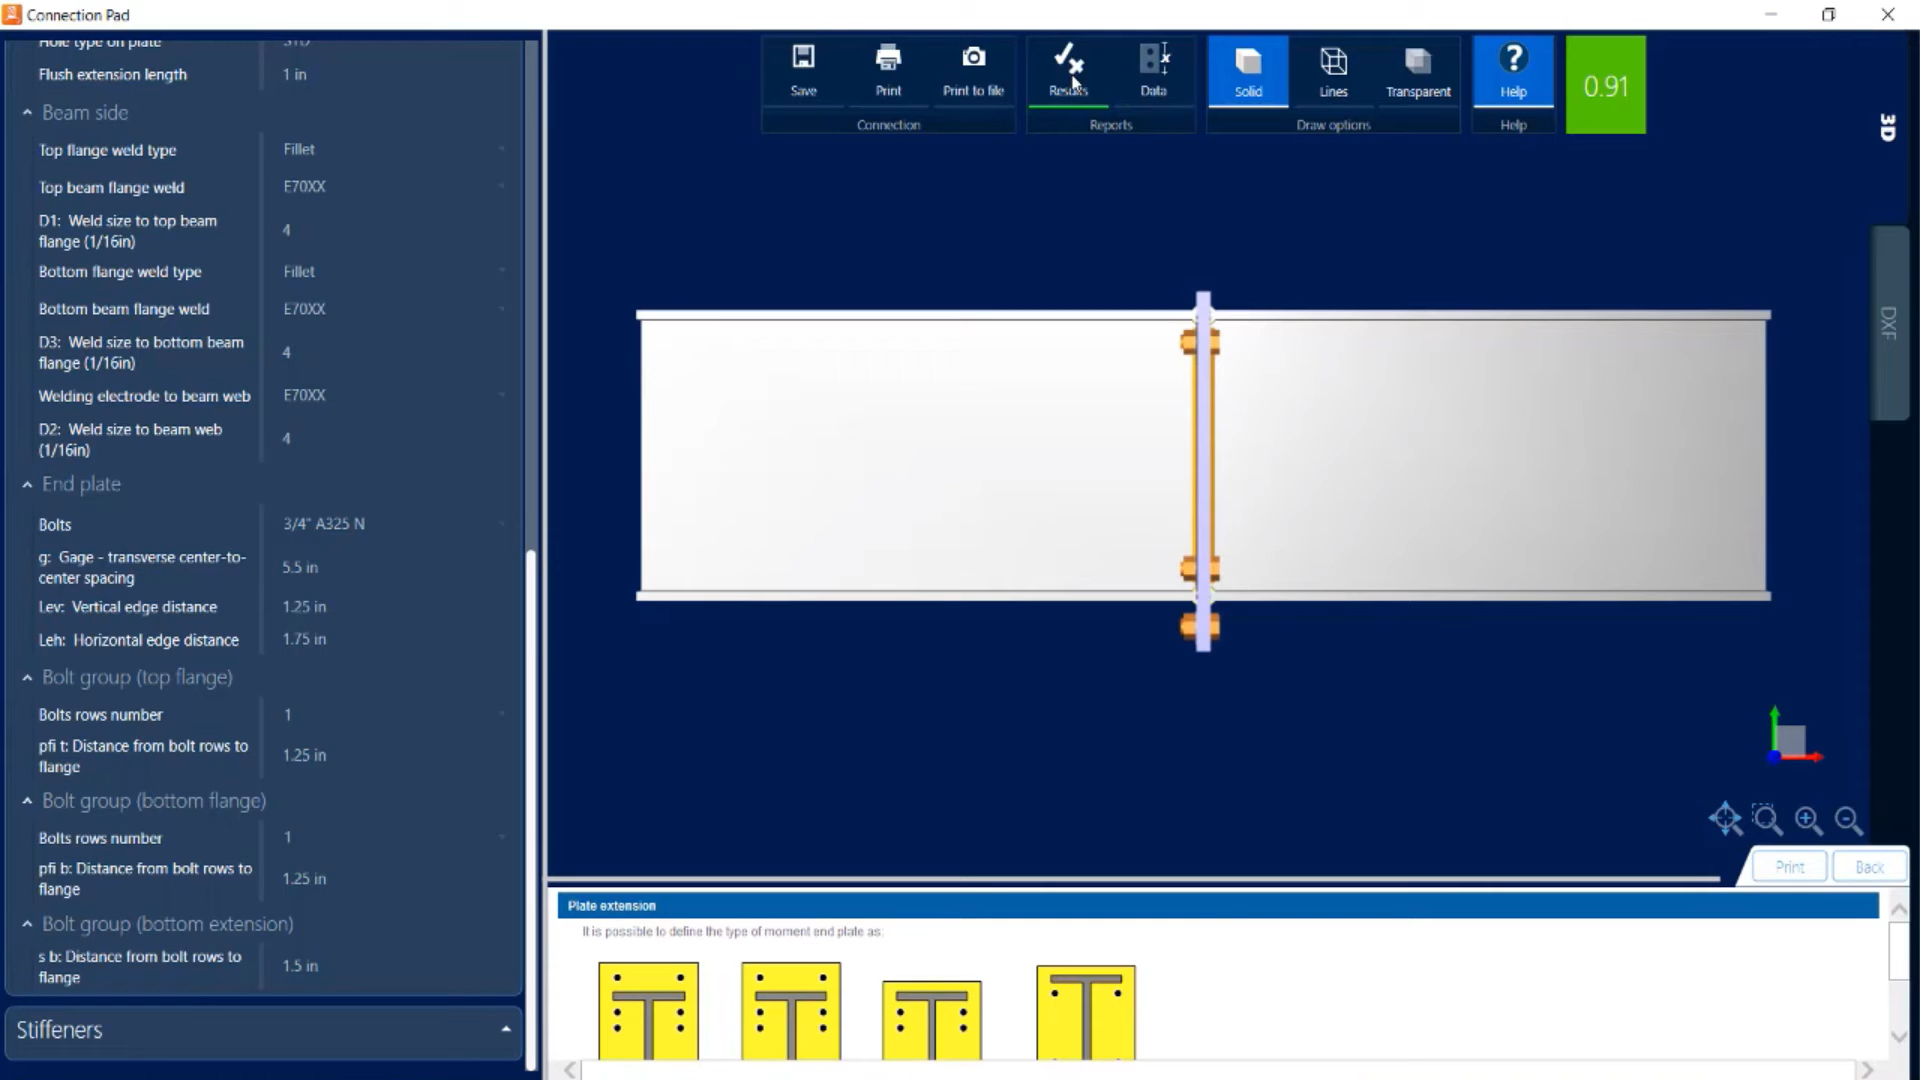 Connection Pad
Hole type on plate STD
Flush extension length 1 in
Beam side
Top flange weld type Fillet
Top beam flange weld E70XX
D1: Weld size to top beam
flange (1/16in) 4
Bottom flange weld type Fillet
Bottom beam flange weld E70XX
D3: Weld size to bottom beam
flange (1/16in) 4
Welding electrode to beam web E70XX
D2: Weld size to beam web
(1/16in) 4
End plate
Bolts 3/4" A325 N
g: Gage - transverse center-to-
center spacing 5.5 in
Lev: Vertical edge distance 1.25 in
Leh: Horizontal edge distance 1.75 in
Bolt group (top flange)
Bolts rows number 1
pfi t: Distance from bolt rows to
flange 1.25 in
Bolt group (bottom flange)
Bolts rows number 1
pfi b: Distance from bolt rows to
flange 1.25 in
Bolt group (bottom extension)
s b: Distance from bolt rows to
flange 1.5 in
Stiffeners
Save Print Print to file Results Data Solid Lines Transparent Help
Connection Reports Draw options Help
0.91
3D
DXF
Print Back
Plate extension
It is possible to define the type of moment end plate as: